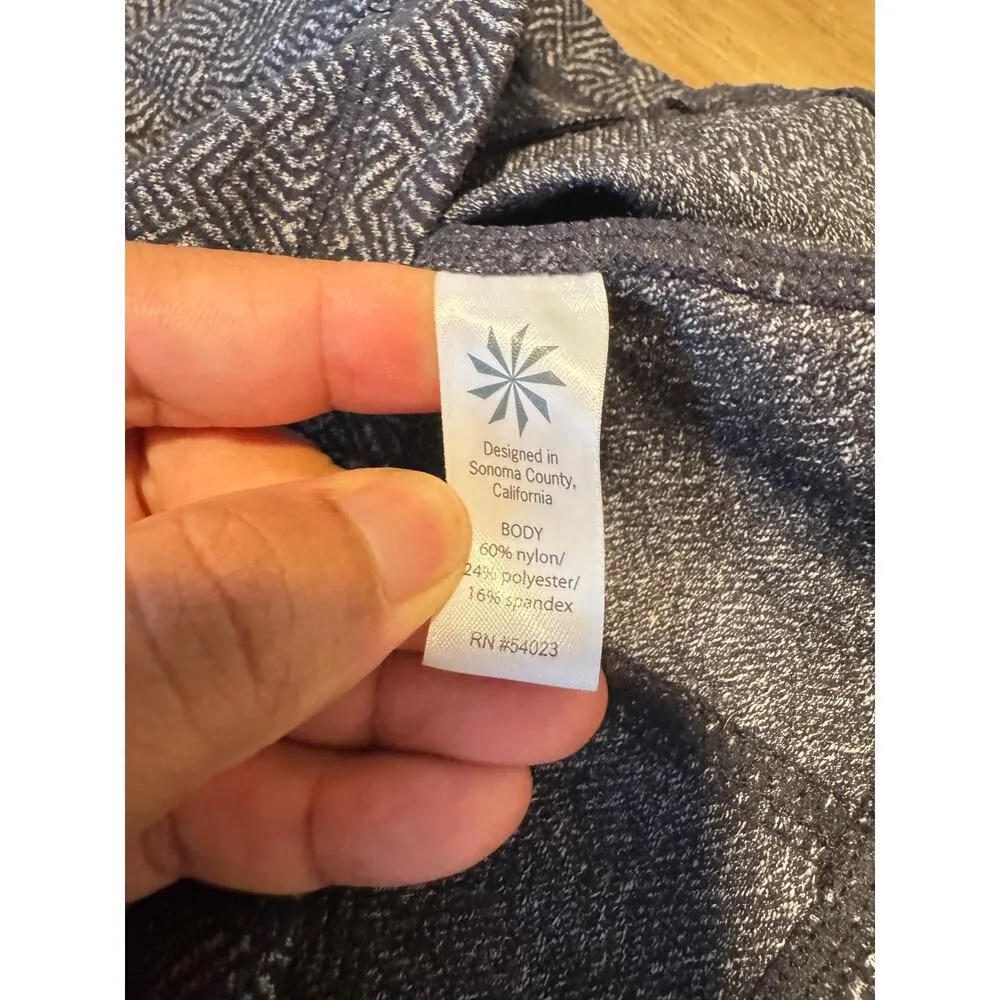 Designed in
Sonoma County,
California
BODY
60% nylon/
24% polyester/
16% spandex
RN #54023